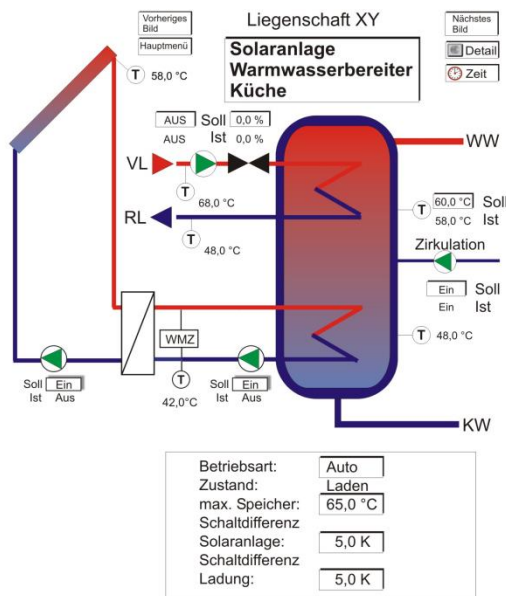 Vorheriges
Bild
Hauptmenü
Liegenschaft XY
Nächstes
Bild
Detail
Zeit
Solaranlage
Warmwasserbereiter
Küche
T 58,0 °C
AUS Soll 0,0 %
AUS Ist 0,0 %
WW
VL
T
68,0 °C
RL
T
48,0 °C
T 60,0 °C Soll
58,0 °C Ist
Zirkulation
Ein Soll
Ein Ist
T 48,0 °C
WMZ
T
42,0°C
Soll Ein
Ist Aus
Soll Ein
Ist Aus
KW
Betriebsart: Auto
Zustand: Laden
max. Speicher: 65,0 °C
Schaltdifferenz
Solaranlage: 5,0 K
Schaltdifferenz
Ladung: 5,0 K